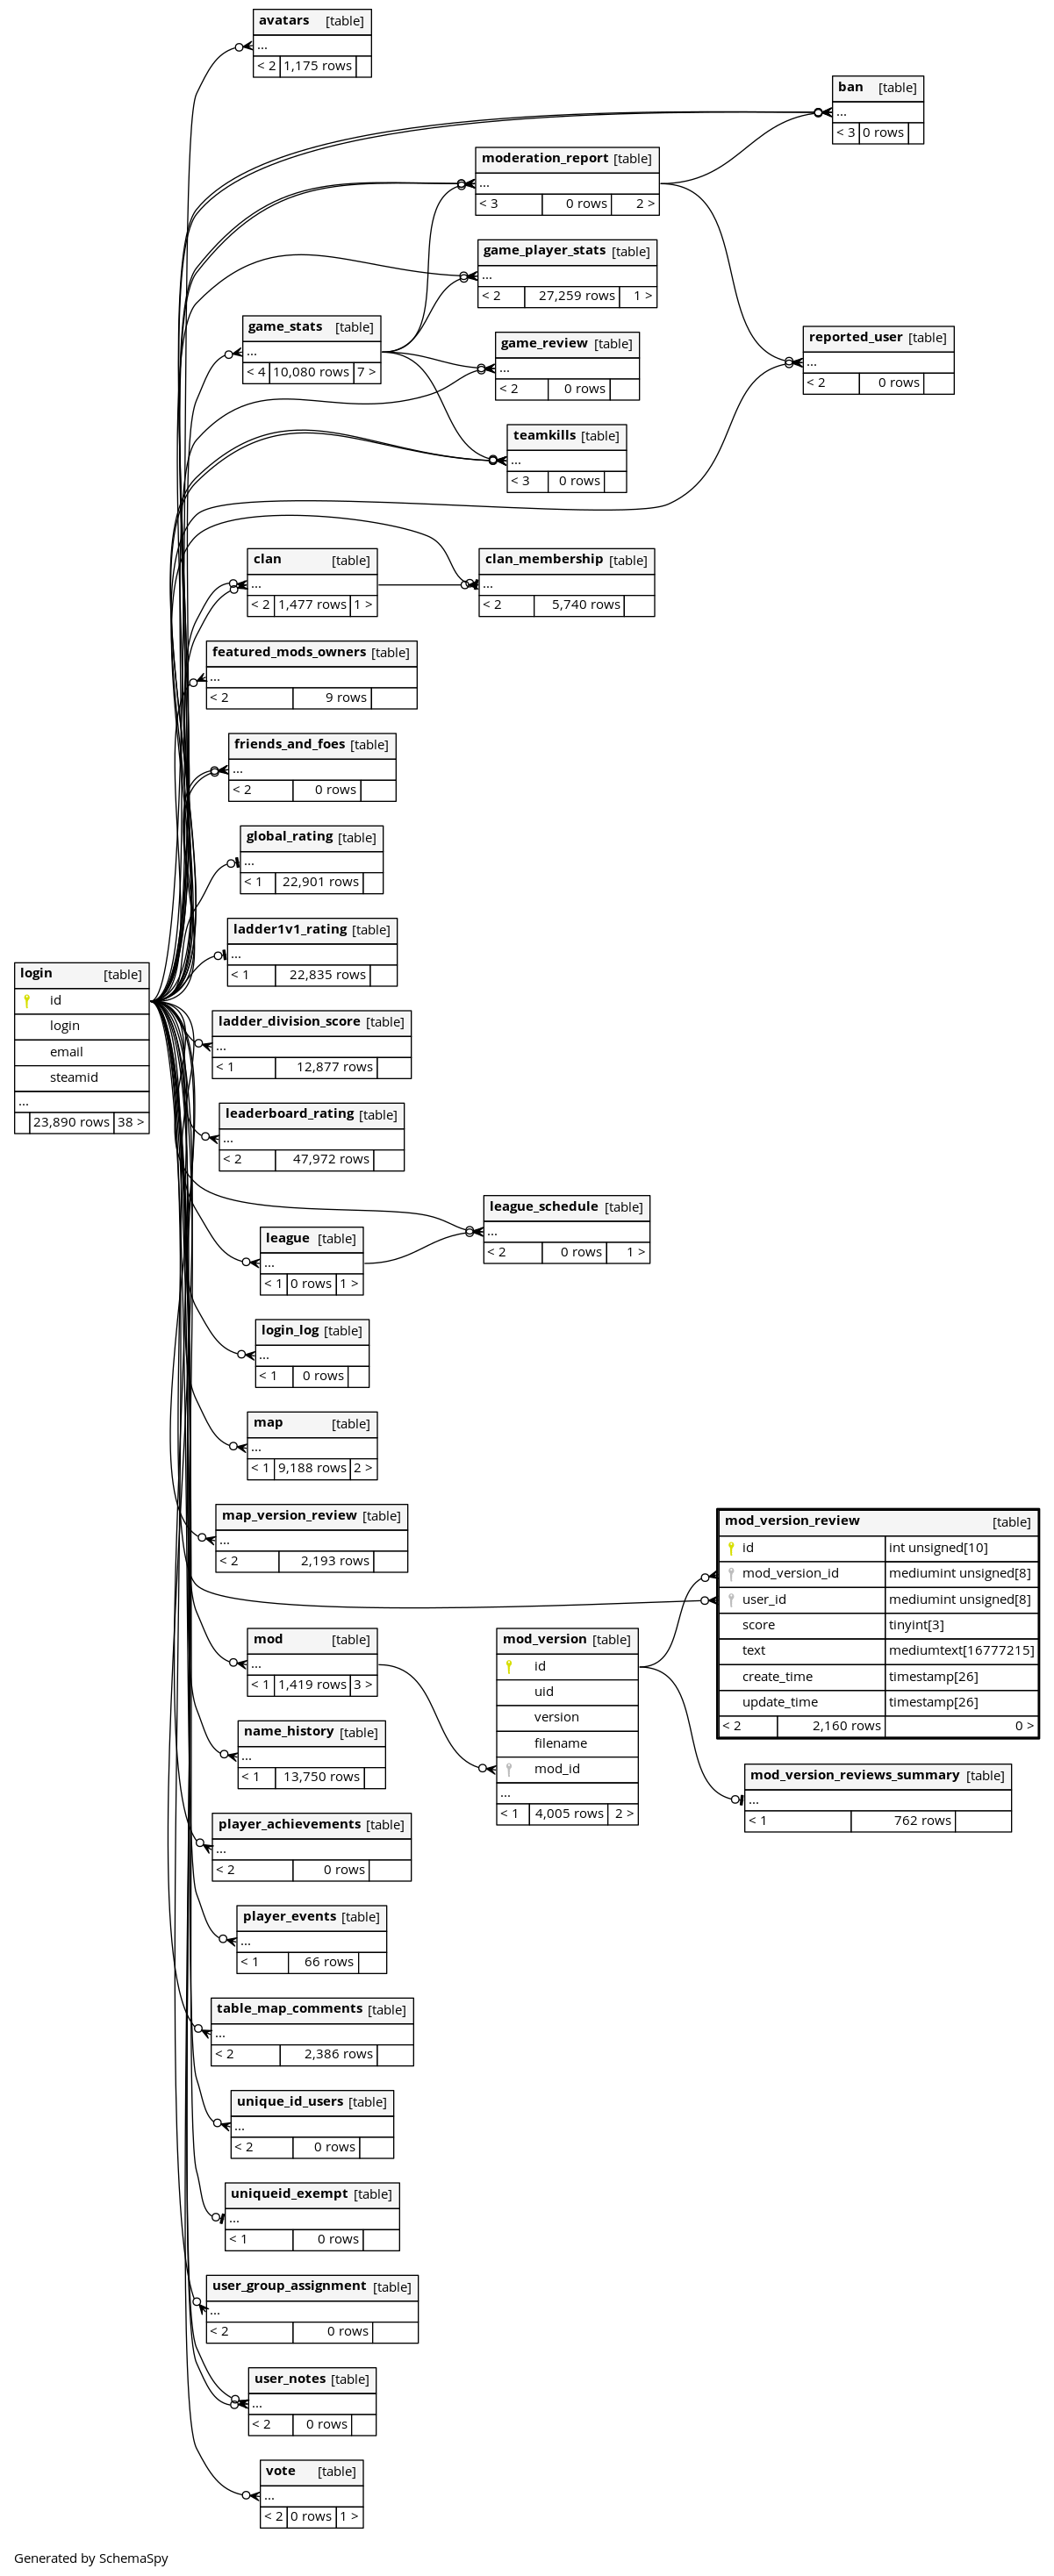 avatars [table]
...
< 2 1,175 rows
ban [table]
...
< 3 0 rows
moderation_report [table]
...
< 3 0 rows 2 >
game_player_stats [table]
...
< 2 27,259 rows 1 >
game_stats [table]
...
< 4 10,080 rows 7 >
game_review [table]
...
< 2 0 rows
reported_user [table]
...
< 2 0 rows
teamkills [table]
...
< 3 0 rows
clan [table]
...
< 2 1,477 rows 1 >
clan_membership [table]
...
< 2 5,740 rows
featured_mods_owners [table]
...
< 2 9 rows
friends_and_foes [table]
...
< 2 0 rows
global_rating [table]
...
< 1 22,901 rows
ladder1v1_rating [table]
...
< 1 22,835 rows
login [table]
id
login
email
steamid
...
23,890 rows 38 >
ladder_division_score [table]
...
< 1 12,877 rows
leaderboard_rating [table]
...
< 2 47,972 rows
league_schedule [table]
...
< 2 0 rows 1 >
league [table]
...
< 1 0 rows 1 >
login_log [table]
...
< 1 0 rows
map [table]
...
< 1 9,188 rows 2 >
map_version_review [table]
...
< 2 2,193 rows
mod_version_review [table]
id int unsigned[10]
mod_version_id mediumint unsigned[8]
user_id mediumint unsigned[8]
score tinyint[3]
text mediumtext[16777215]
create_time timestamp[26]
update_time timestamp[26]
< 2 2,160 rows 0 >
mod [table]
...
< 1 1,419 rows 3 >
mod_version [table]
id
uid
version
filename
mod_id
...
< 1 4,005 rows 2 >
name_history [table]
...
< 1 13,750 rows
mod_version_reviews_summary [table]
...
< 1 762 rows
player_achievements [table]
...
< 2 0 rows
player_events [table]
...
< 1 66 rows
table_map_comments [table]
...
< 2 2,386 rows
unique_id_users [table]
...
< 2 0 rows
uniqueid_exempt [table]
...
< 1 0 rows
user_group_assignment [table]
...
< 2 0 rows
user_notes [table]
...
< 2 0 rows
vote [table]
...
< 2 0 rows 1 >
Generated by SchemaSpy